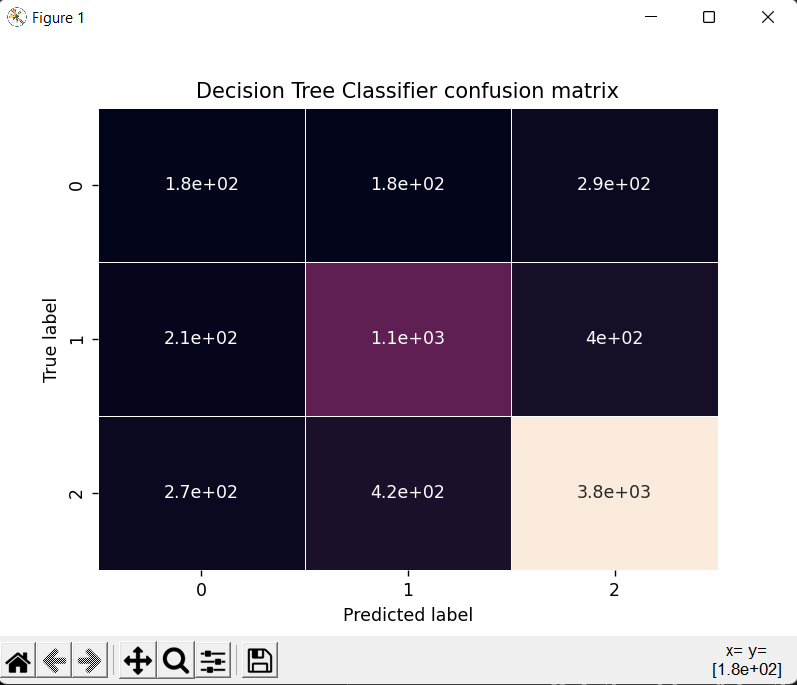 Figure 1
Decision Tree Classifier confusion matrix
0 1.8e+02 1.8e+02 2.9e+02
True label
1 2.1e+02 1.1e+03 4e+02
2 2.7e+02 4.2e+02 3.8e+03
0 1 2
Predicted label
x= y=
[1.8e+02]